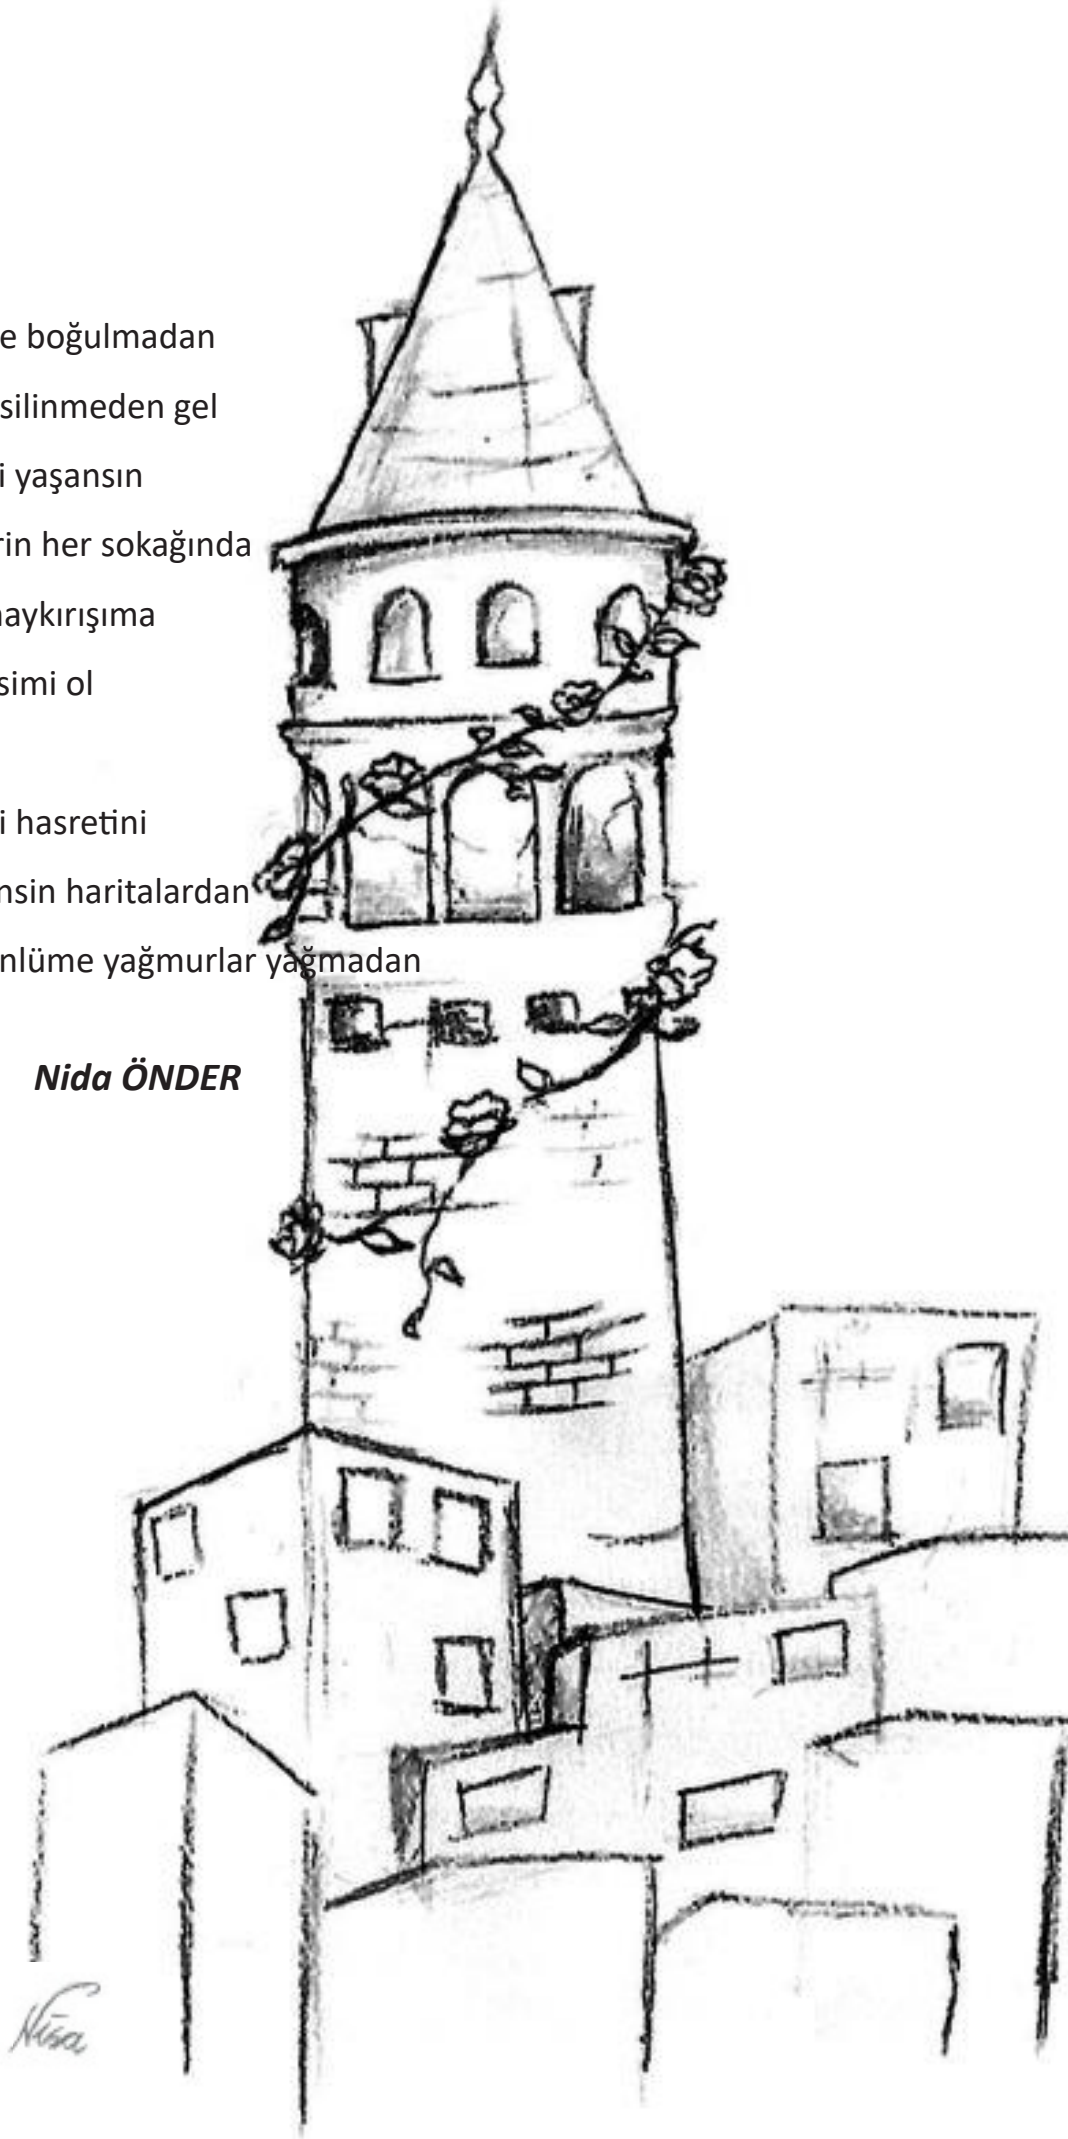 e boğulmadan
silinmeden gel
i yaşansın
rin her sokağında
haykırışıma
simi ol
i hasretini
nsin haritalardan
nlüme yağmurlar yağmadan
Nida ÖNDER
Nisa